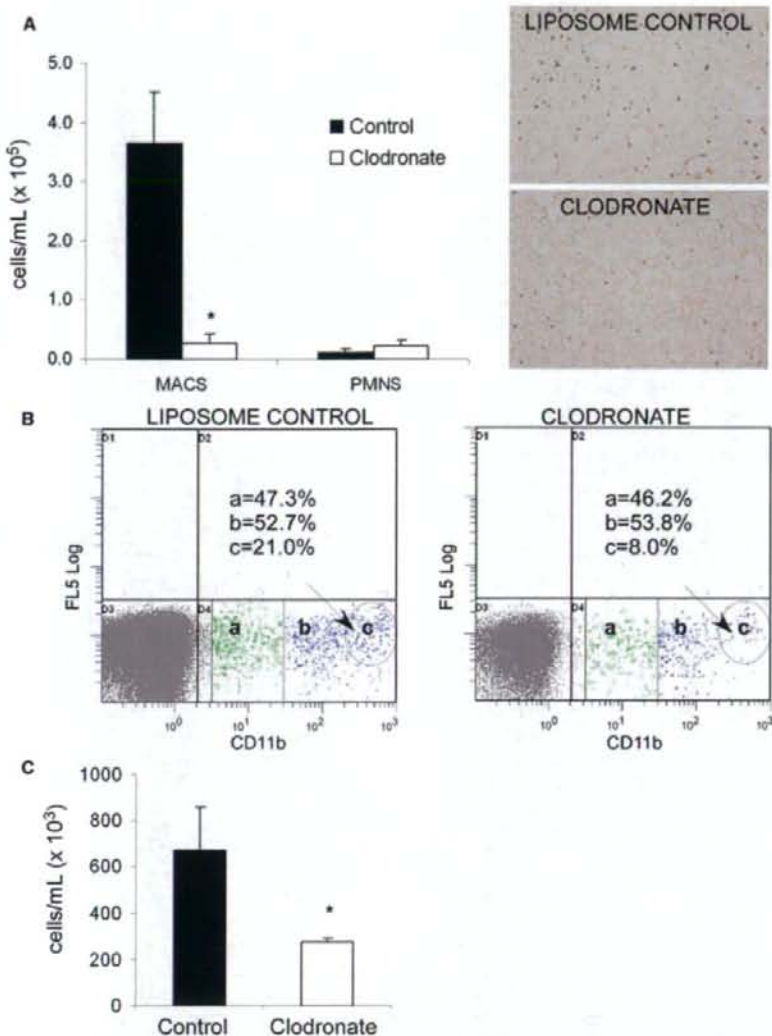 A
5.0
4.0
3.0
2.0
1.0
0.0
cells/mL (x 10⁵)
Control
Clodronate
*
MACS
PMNS
LIPOSOME CONTROL
CLODRONATE
B
LIPOSOME CONTROL
D1
D2
a=47.3%
b=52.7%
c=21.0%
FL5 Log
D3
D4
a
b
c
10⁰
10¹
10²
10³
CD11b
CLODRONATE
D1
D2
a=46.2%
b=53.8%
c=8.0%
FL5 Log
D3
D4
a
b
c
10⁰
10¹
10²
10³
CD11b
C
1000
800
600
400
200
0
cells/mL (x 10³)
*
Control
Clodronate